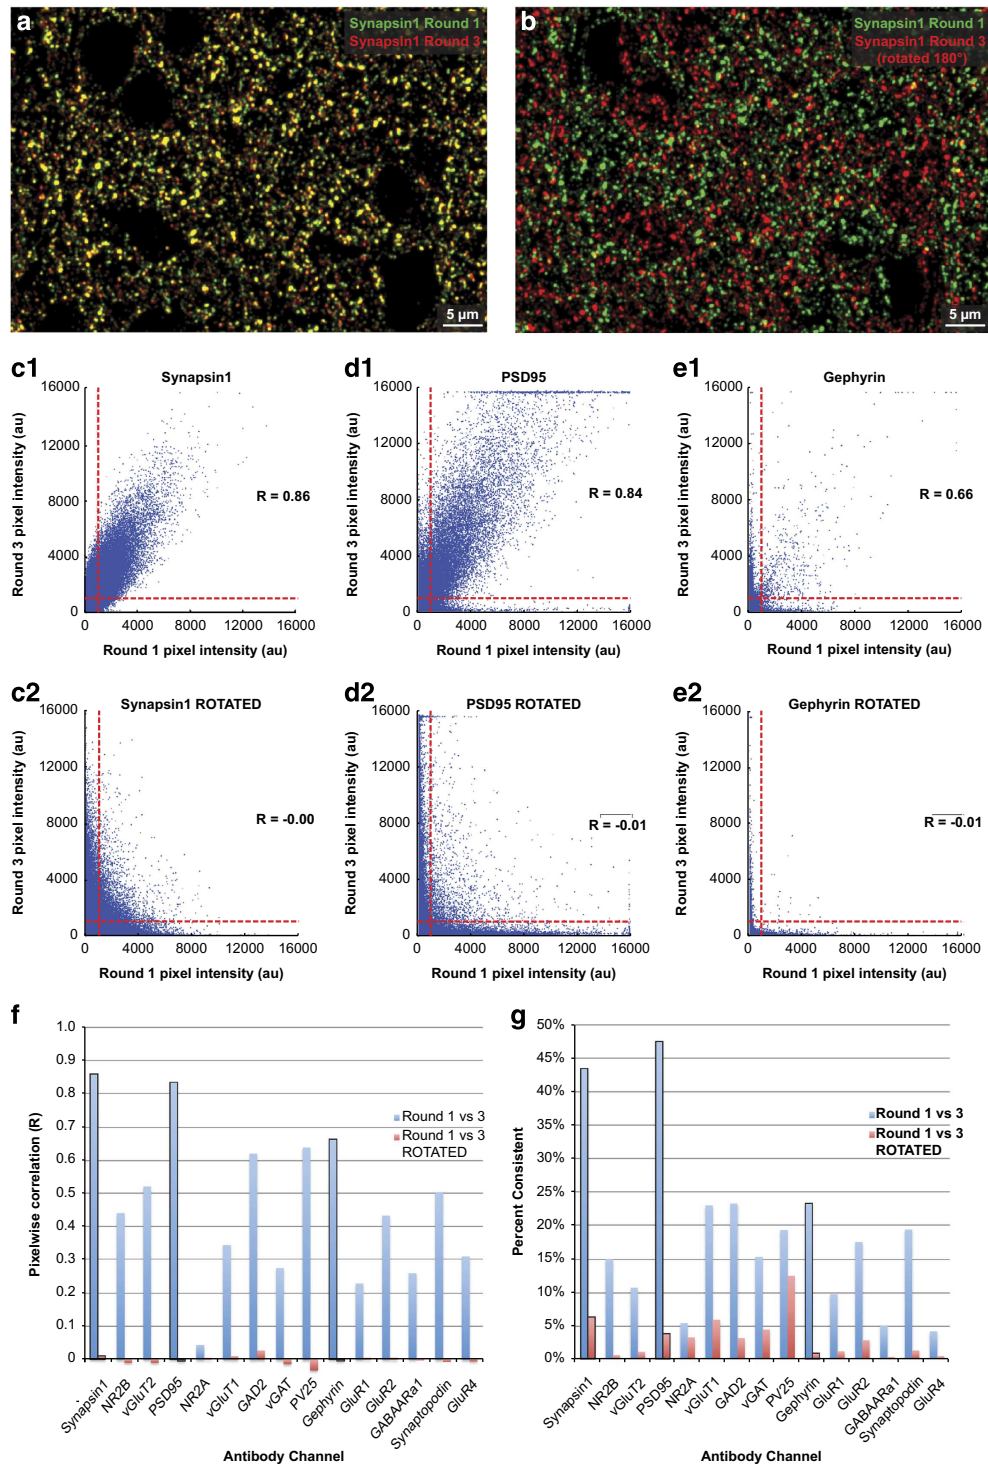 a
Synapsin1 Round 1
Synapsin1 Round 3
5 µm
b
Synapsin1 Round 1
Synapsin1 Round 3
(rotated 180°)
5 µm
c1
Synapsin1
Round 3 pixel intensity (au)
16000
12000
8000
4000
0
R = 0.86
0 4000 8000 12000 16000
Round 1 pixel intensity (au)
d1
PSD95
Round 3 pixel intensity (au)
16000
12000
8000
4000
0
R = 0.84
0 4000 8000 12000 16000
Round 1 pixel intensity (au)
e1
Gephyrin
Round 3 pixel intensity (au)
16000
12000
8000
4000
0
R = 0.66
0 4000 8000 12000 16000
Round 1 pixel intensity (au)
c2
Synapsin1 ROTATED
Round 3 pixel intensity (au)
16000
12000
8000
4000
0
R = -0.00
0 4000 8000 12000 16000
Round 1 pixel intensity (au)
d2
PSD95 ROTATED
Round 3 pixel intensity (au)
16000
12000
8000
4000
0
R = -0.01
0 4000 8000 12000 16000
Round 1 pixel intensity (au)
e2
Gephyrin ROTATED
Round 3 pixel intensity (au)
16000
12000
8000
4000
0
R = -0.01
0 4000 8000 12000 16000
Round 1 pixel intensity (au)
f
Pixelwise correlation (R)
1.0
0.9
0.8
0.7
0.6
0.5
0.4
0.3
0.2
0.1
0
Round 1 vs 3
Round 1 vs 3
ROTATED
Synapsin1
NR2B
vGluT2
PSD95
NR2A
vGluT1
GAD2
vGAT
PV25
Gephyrin
GluR1
GluR2
GABAARa1
Synaptopodin
GluR4
Antibody Channel
g
Percent Consistent
50%
45%
40%
35%
30%
25%
20%
15%
10%
5%
0%
Round 1 vs 3
Round 1 vs 3
ROTATED
Synapsin1
NR2B
vGluT2
PSD95
NR2A
vGluT1
GAD2
vGAT
PV25
Gephyrin
GluR1
GluR2
GABAARa1
Synaptopodin
GluR4
Antibody Channel